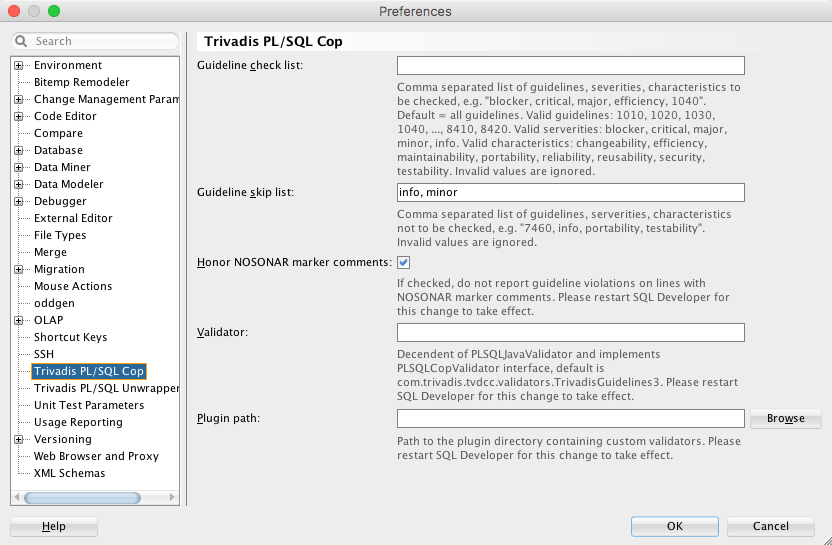 Preferences
Search
Environment
Bitemp Remodeler
Change Management Param
Code Editor
Compare
Database
Data Miner
Data Modeler
Debugger
External Editor
File Types
Merge
Migration
Mouse Actions
oddgen
OLAP
Shortcut Keys
SSH
Trivadis PL/SQL Cop
Trivadis PL/SQL Unwrapper
Unit Test Parameters
Usage Reporting
Versioning
Web Browser and Proxy
XML Schemas
Trivadis PL/SQL Cop
Guideline check list:
Comma separated list of guidelines, severities, characteristics to
be checked, e.g. "blocker, critical, major, efficiency, 1040".
Default = all guidelines. Valid guidelines: 1010, 1020, 1030,
1040, ..., 8410, 8420. Valid serverities: blocker, critical, major,
minor, info. Valid characteristics: changeability, efficiency,
maintainability, portability, reliability, reusability, security,
testability. Invalid values are ignored.
Guideline skip list:
info, minor
Comma separated list of guidelines, serverities, characteristics
not to be checked, e.g. "7460, info, portability, testability".
Invalid values are ignored.
Honor NOSONAR marker comments:
If checked, do not report guideline violations on lines with
NOSONAR marker comments. Please restart SQL Developer for
this change to take effect.
Validator:
Decendent of PLSQLJavaValidator and implements
PLSQLCopValidator interface, default is
com.trivadis.tvdcc.validators.TrivadisGuidelines3. Please restart
SQL Developer for this change to take effect.
Plugin path:
Browse
Path to the plugin directory containing custom validators. Please
restart SQL Developer for this change to take effect.
Help
OK
Cancel